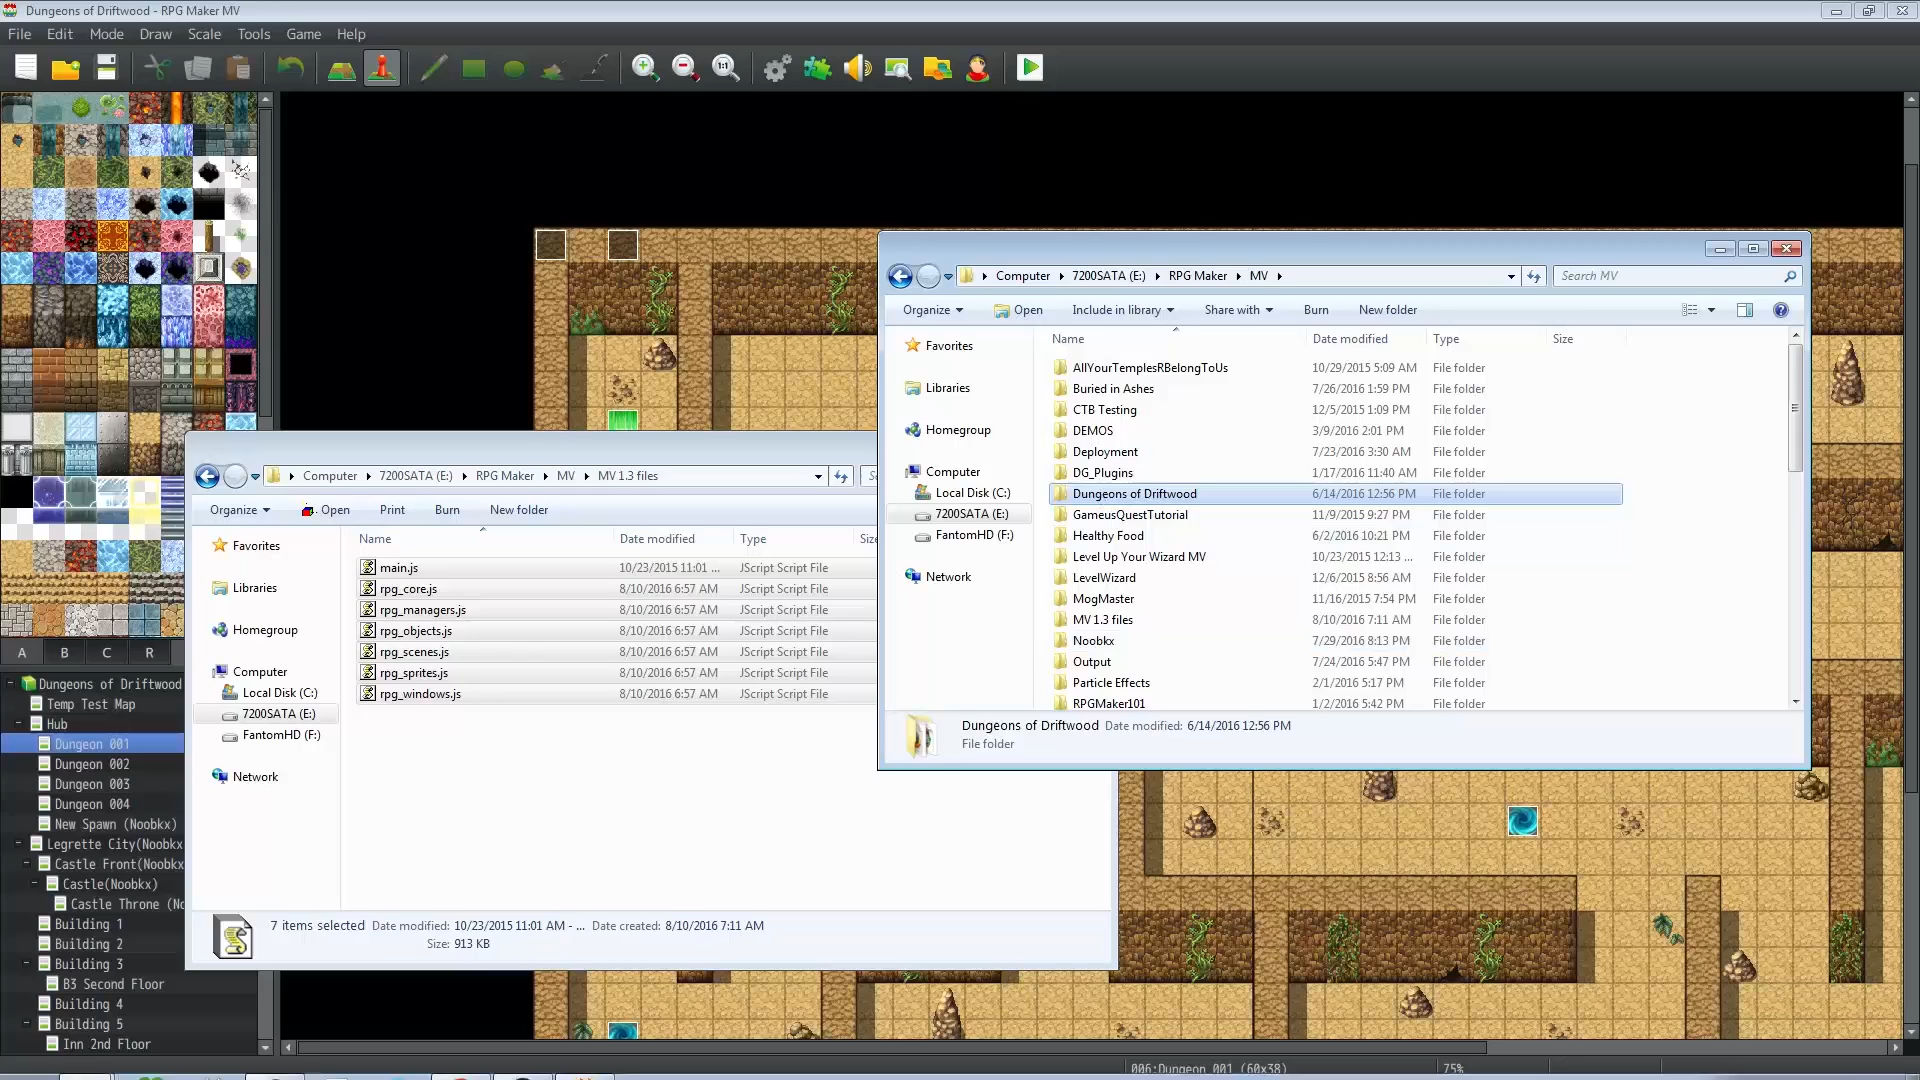 Dungeons of Driftwood - RPG Maker MV
File Edit Mode Draw Scale Tools Game Help
1:1
Computer 7200SATA (E:) RPG Maker MV
Search MV
Organize Open Include in library Share with Burn New folder
Name Date modified Type Size
Favorites
Libraries
Homegroup
Computer
Local Disk (C:)
7200SATA (E:)
FantomHD (F:)
Network
AllYourTemplesRBelongToUs 10/29/2015 5:09 AM File folder
Buried in Ashes 7/26/2016 1:59 PM File folder
CTB Testing 12/5/2015 1:09 PM File folder
DEMOS 3/9/2016 2:01 PM File folder
Deployment 7/23/2016 3:30 AM File folder
DG_Plugins 1/17/2016 11:40 AM File folder
Dungeons of Driftwood 6/14/2016 12:56 PM File folder
GameusQuestTutorial 11/9/2015 9:27 PM File folder
Healthy Food 6/2/2016 10:21 PM File folder
Level Up Your Wizard MV 10/23/2015 12:13 ... File folder
LevelWizard 12/6/2015 8:56 AM File folder
MogMaster 11/16/2015 7:54 PM File folder
MV 1.3 files 8/10/2016 7:11 AM File folder
Noobkx 7/29/2016 8:13 PM File folder
Output 7/24/2016 5:47 PM File folder
Particle Effects 2/1/2016 5:17 PM File folder
RPGMaker101 1/2/2016 5:42 PM File folder
Dungeons of Driftwood Date modified: 6/14/2016 12:56 PM
File folder
Computer 7200SATA (E:) RPG Maker MV MV 1.3 files
Organize Open Print Burn New folder
Name Date modified Type Size
Favorites
Libraries
Homegroup
Computer
Local Disk (C:)
7200SATA (E:)
FantomHD (F:)
Network
main.js 10/23/2015 11:01 ... JScript Script File
rpg_core.js 8/10/2016 6:57 AM JScript Script File
rpg_managers.js 8/10/2016 6:57 AM JScript Script File
rpg_objects.js 8/10/2016 6:57 AM JScript Script File
rpg_scenes.js 8/10/2016 6:57 AM JScript Script File
rpg_sprites.js 8/10/2016 6:57 AM JScript Script File
rpg_windows.js 8/10/2016 6:57 AM JScript Script File
7 items selected Date modified: 10/23/2015 11:01 AM - ... Date created: 8/10/2016 7:11 AM
Size: 913 KB
A B C R
Dungeons of Driftwood
Temp Test Map
Hub
Dungeon 001
Dungeon 002
Dungeon 003
Dungeon 004
New Spawn (Noobkx)
Legrette City(Noobkx
Castle Front(Noobkx
Castle(Noobkx)
Castle Throne (No
Building 1
Building 2
Building 3
B3 Second Floor
Building 4
Building 5
Inn 2nd Floor
006:Dungeon 001 (60x38) 75%